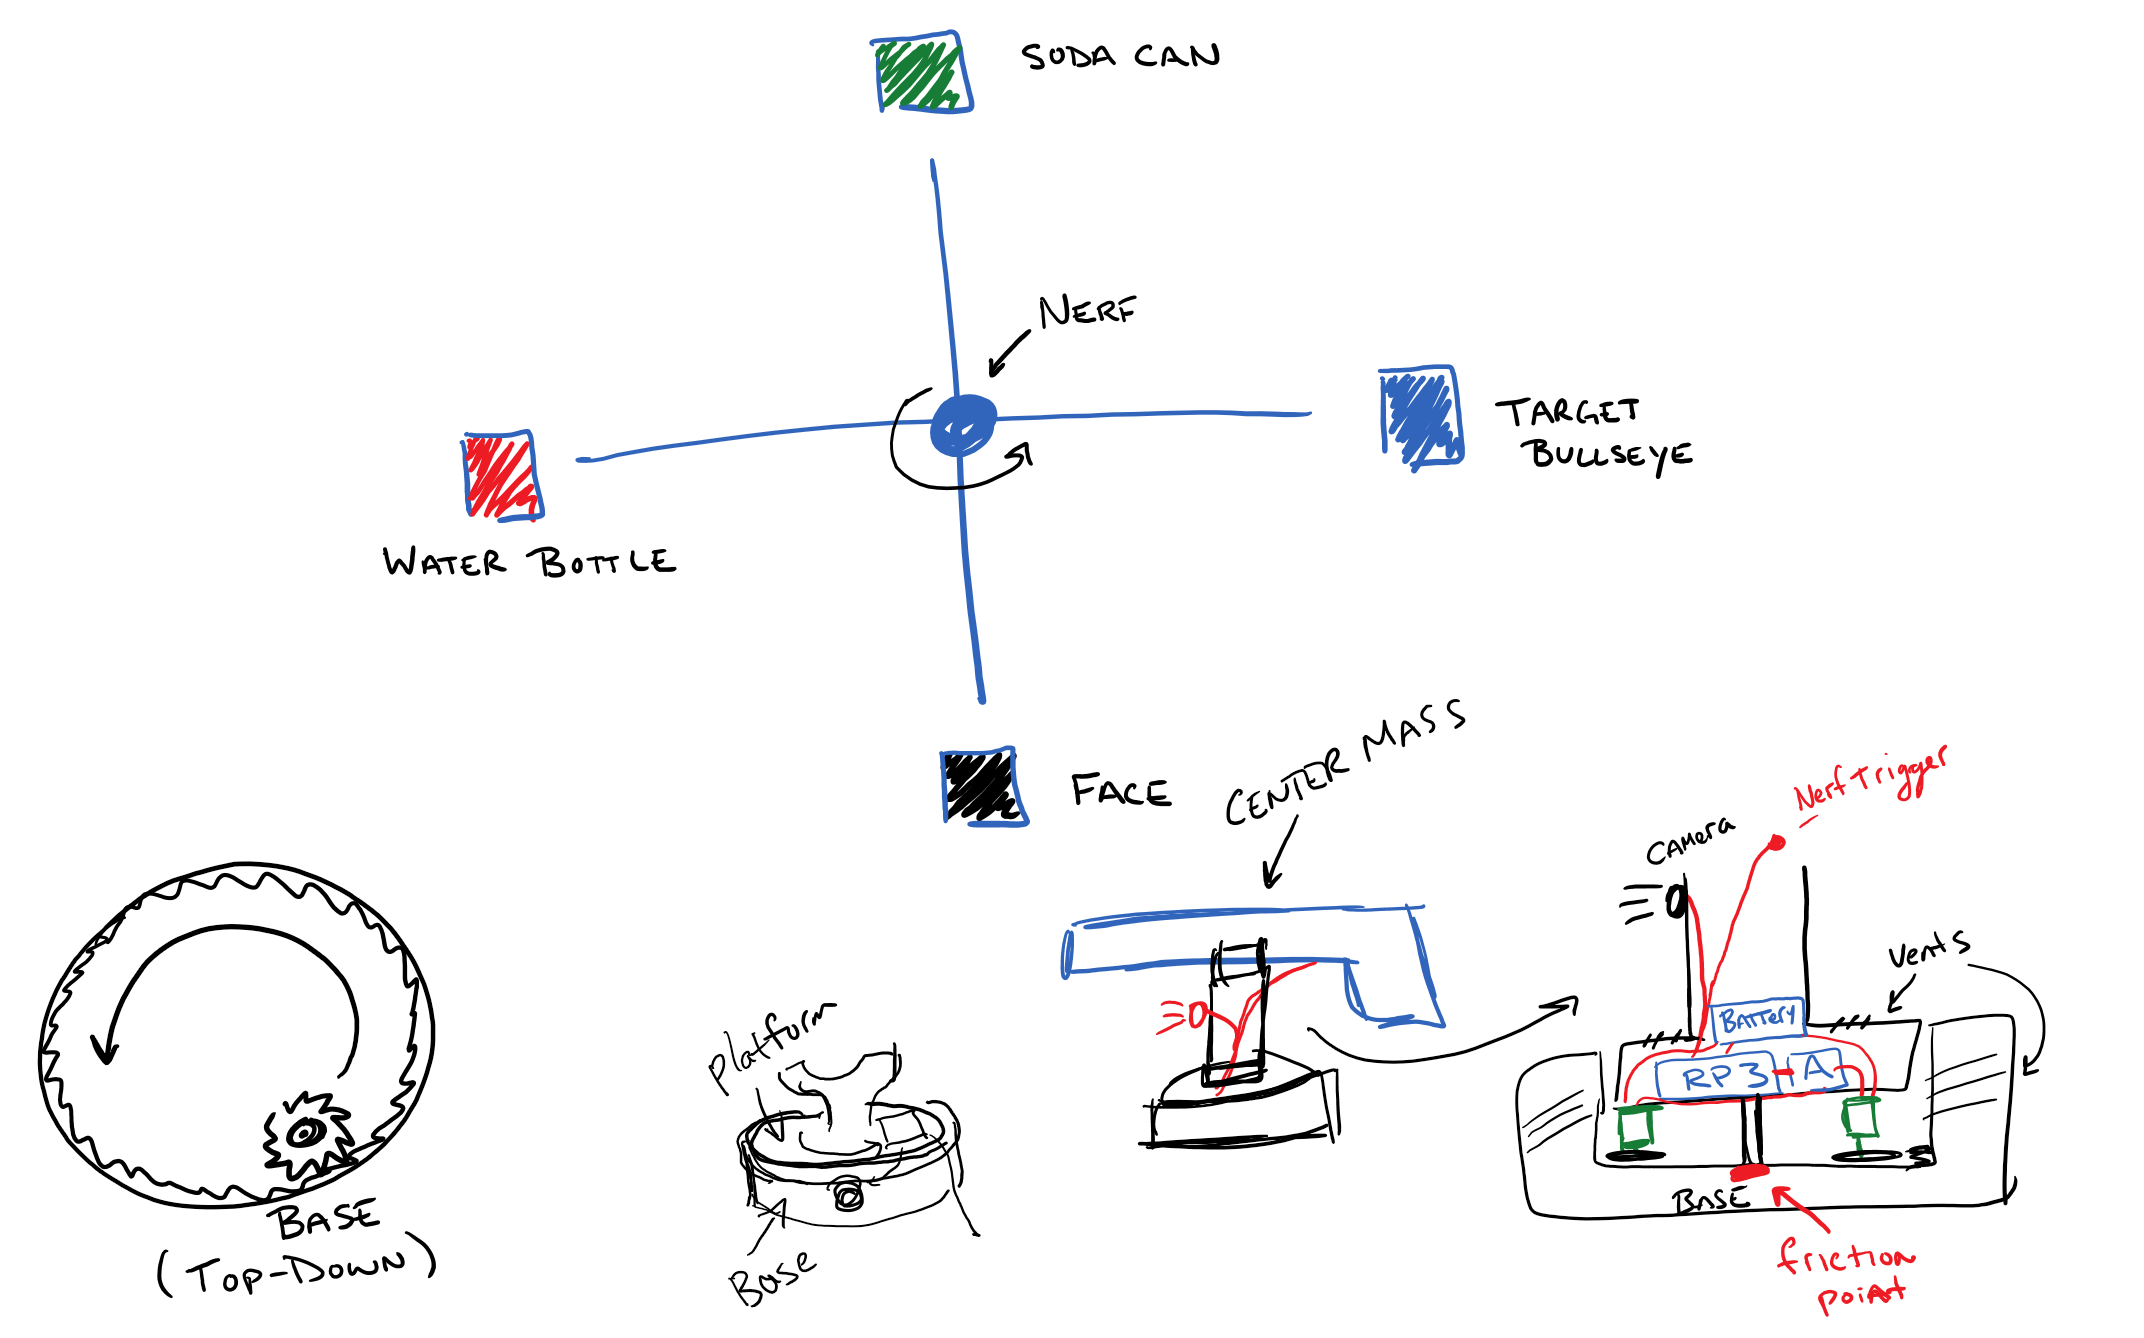 SODA CAN
NERF
TARGET
BULLSEYE
WATER BOTTLE
FACE
CENTER MASS
Nerf Trigger
CAMera
Vents
BATTery
RP3
A
BASE
friction
point
Platform
Base
BASE
(TOP-DOWN)